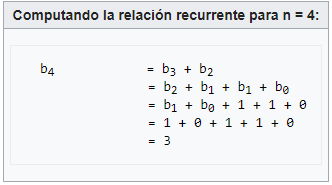 Computando la relación recurrente para n = 4:
b₄ = b₃ + b₂
= b₂ + b₁ + b₁ + b₀
= b₁ + b₀ + 1 + 1 + 0
= 1 + 0 + 1 + 1 + 0
= 3